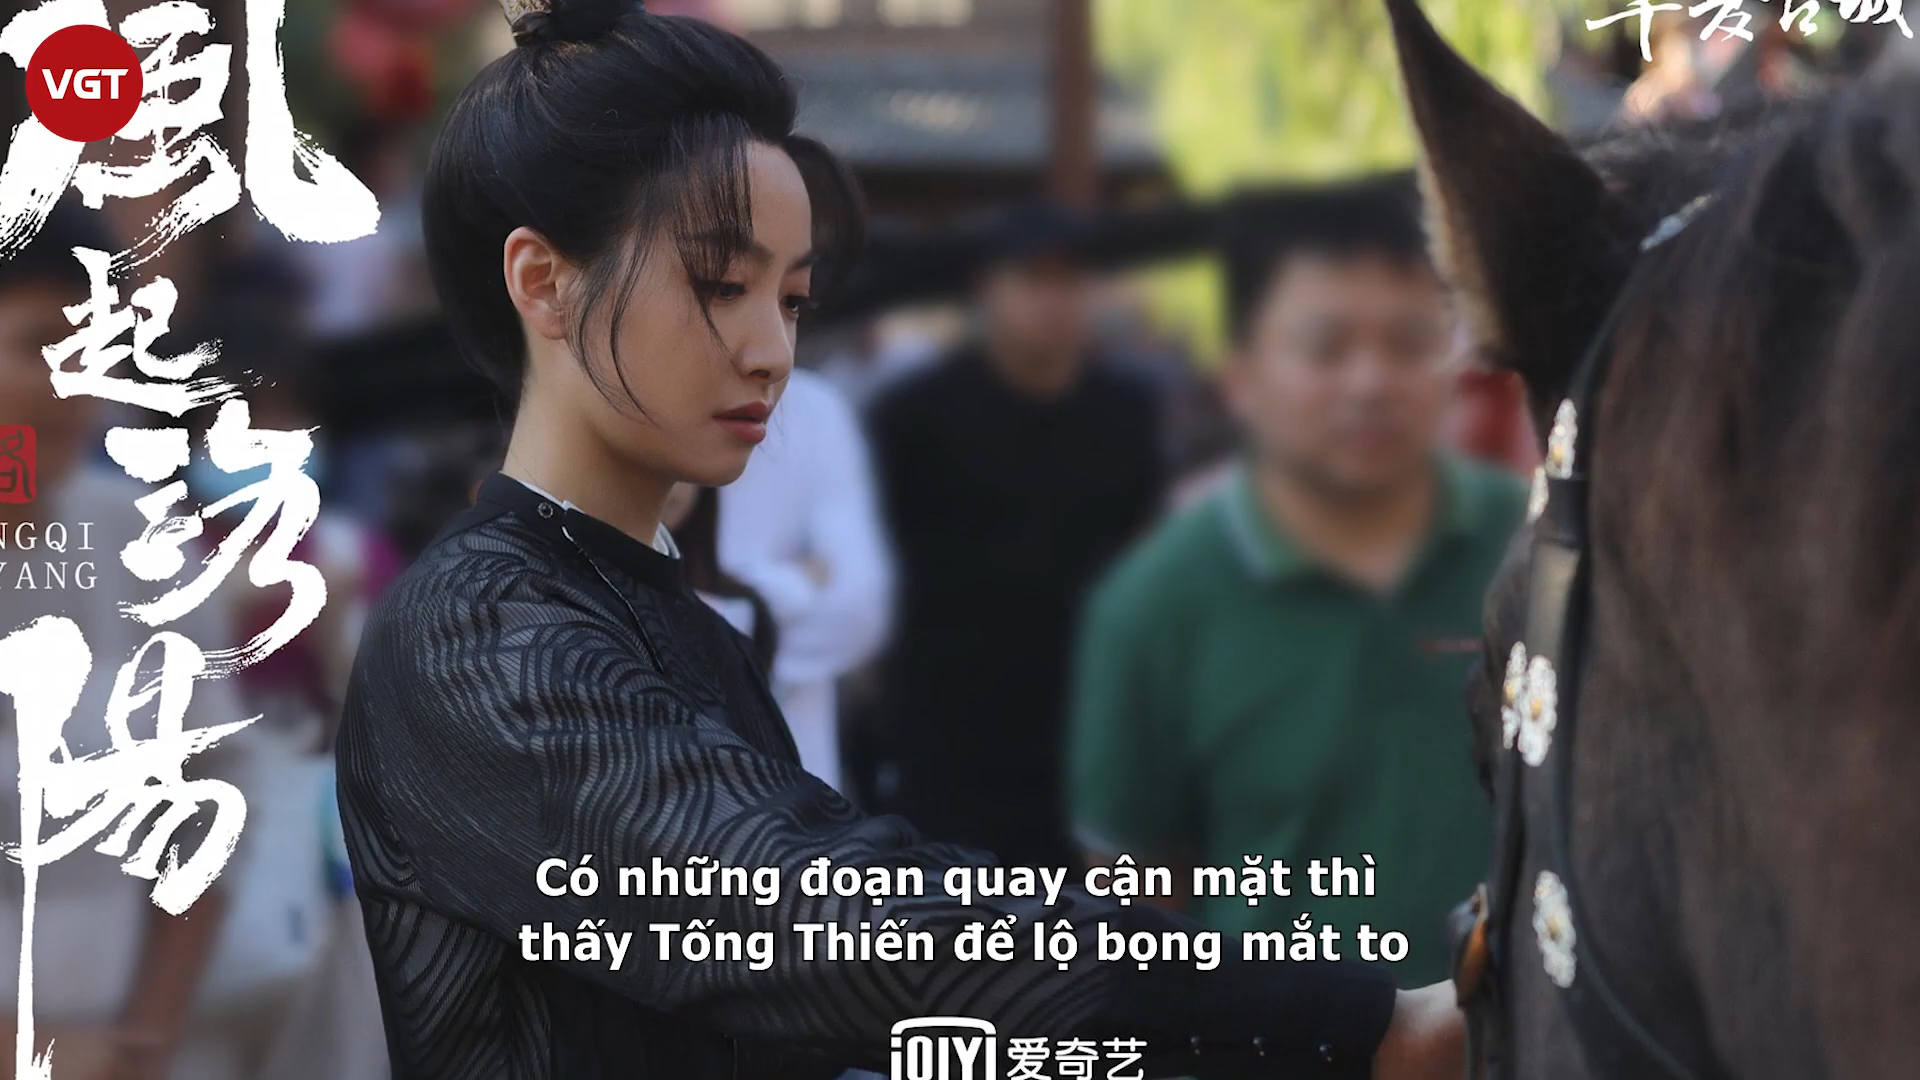 VGT
風
起
洛
陽
NGQI
YANG
Có những đoạn quay cận mặt thì
thấy Tống Thiến để lộ bọng mắt to
iQIYI 爱奇艺